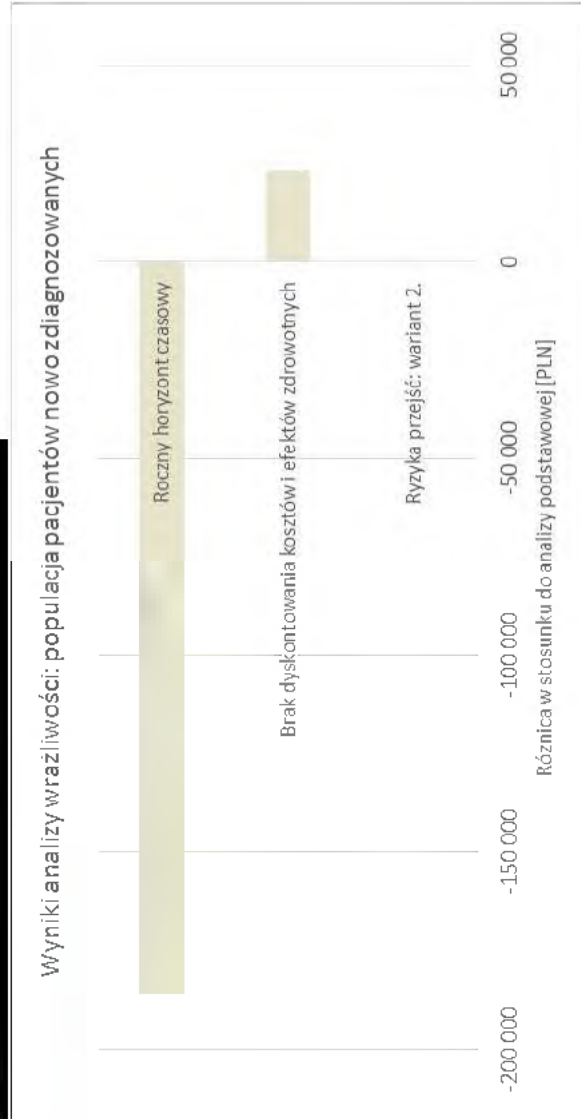 Wyniki analizy wrażliwości: populacja pacjentów nowo zdiagnozowanych
Roczny horyzont czasowy
Brak dyskontowania kosztów i efektów zdrowotnych
Ryzyka przejść: wariant 2.
-200 000
-150 000
-100 000
-50 000
0
50 000
Róznica w stosunku do analizy podstawowej [PLN]